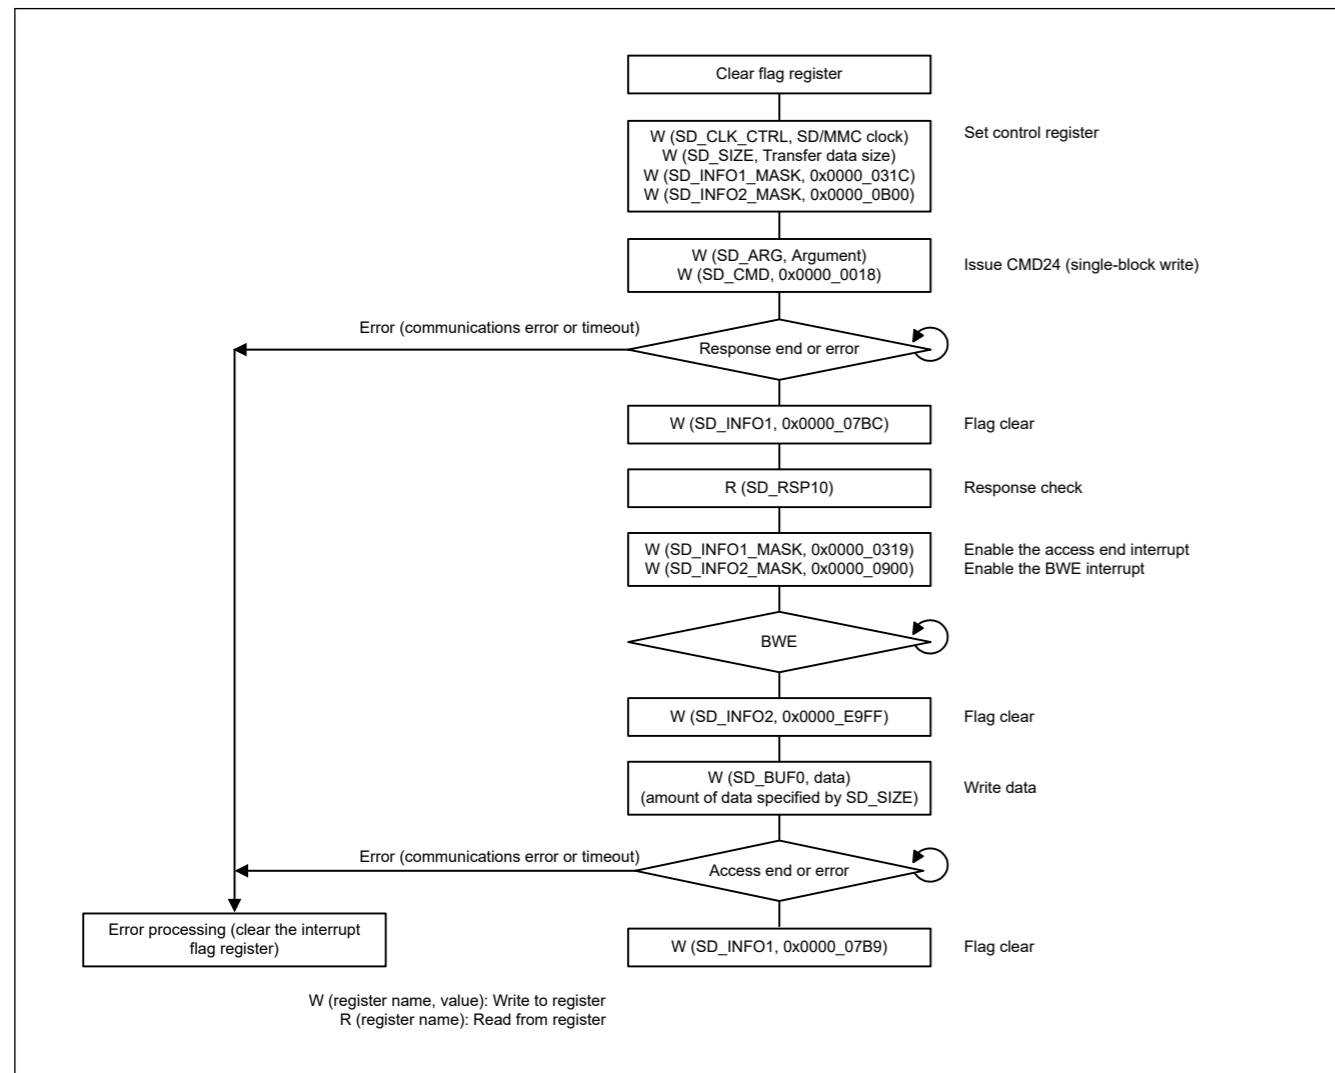 Clear flag register
W (SD_CLK_CTRL, SD/MMC clock)
W (SD_SIZE, Transfer data size)
W (SD_INFO1_MASK, 0x0000_031C)
W (SD_INFO2_MASK, 0x0000_0B00)
Set control register
W (SD_ARG, Argument)
W (SD_CMD, 0x0000_0018)
Issue CMD24 (single-block write)
Error (communications error or timeout)
Response end or error
W (SD_INFO1, 0x0000_07BC)
Flag clear
R (SD_RSP10)
Response check
W (SD_INFO1_MASK, 0x0000_0319)
W (SD_INFO2_MASK, 0x0000_0900)
Enable the access end interrupt
Enable the BWE interrupt
BWE
W (SD_INFO2, 0x0000_E9FF)
Flag clear
W (SD_BUF0, data)
(amount of data specified by SD_SIZE)
Write data
Error (communications error or timeout)
Access end or error
Error processing (clear the interrupt
flag register)
W (SD_INFO1, 0x0000_07B9)
Flag clear
W (register name, value): Write to register
R (register name): Read from register